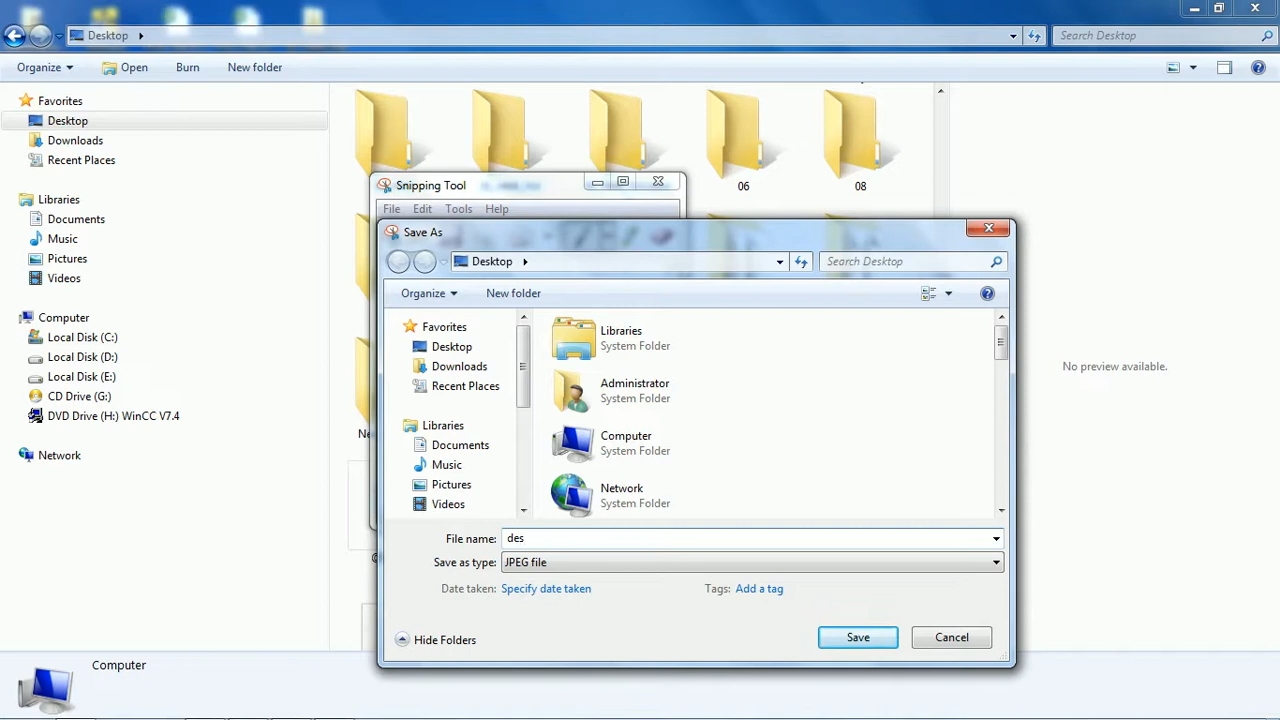 Desktop
Search Desktop
Organize
Open
Burn
New folder
Favorites
Desktop
Downloads
Recent Places
Libraries
Documents
Music
Pictures
Videos
Computer
Local Disk (C:)
Local Disk (D:)
Local Disk (E:)
CD Drive (G:)
DVD Drive (H:) WinCC V7.4
Network
06
08
No preview available.
Snipping Tool
File Edit Tools Help
Save As
Desktop
Search Desktop
Organize
New folder
Favorites
Desktop
Downloads
Recent Places
Libraries
Documents
Music
Pictures
Videos
Libraries
System Folder
Administrator
System Folder
Computer
System Folder
Network
System Folder
File name: des
Save as type: JPEG file
Date taken: Specify date taken
Tags: Add a tag
Hide Folders
Save
Cancel
Computer